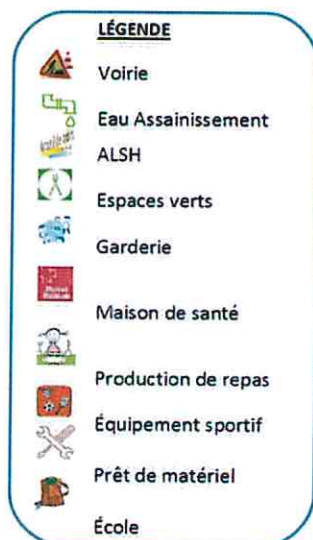 LÉGENDE
Voirie
Eau Assainissement
ALSH
Espaces verts
Garderie
Maison de santé
Production de repas
Équipement sportif
Prêt de matériel
École